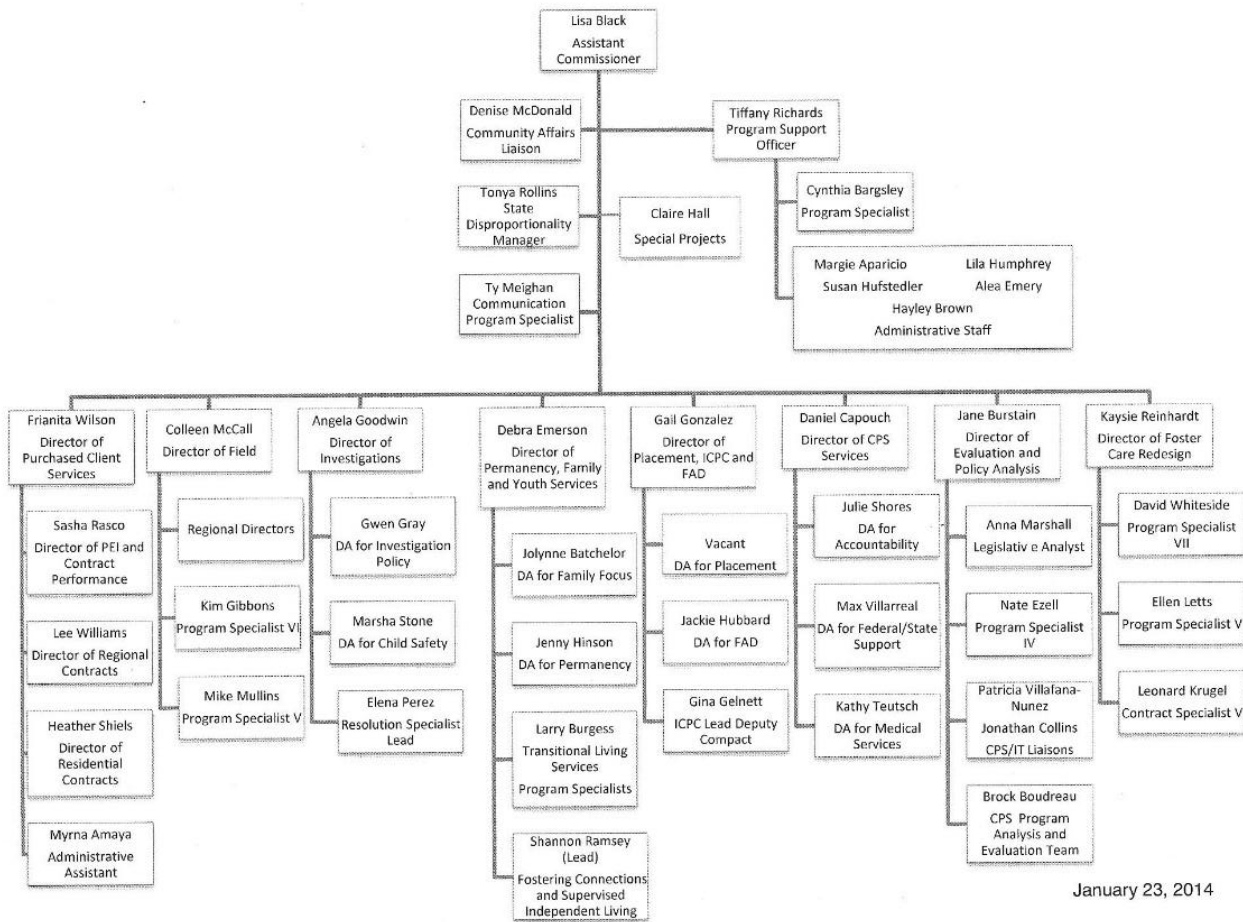 Lisa Black
Assistant
Commissioner
Denise McDonald
Community Affairs
Liaison
Tiffany Richards
Program Support
Officer
Tonya Rollins
State
Disproportionality
Manager
Claire Hall
Special Projects
Cynthia Bargsley
Program Specialist
Ty Meighan
Communication
Program Specialist
Margie Aparicio Lila Humphrey
Susan Hufstedler Alea Emery
Hayley Brown
Administrative Staff
Frianita Wilson
Director of
Purchased Client
Services
Sasha Rasco
Director of PEI and
Contract
Performance
Lee Williams
Director of Regional
Contracts
Heather Shiels
Director of
Residential
Contracts
Myrna Amaya
Administrative
Assistant
Colleen McCall
Director of Field
Regional Directors
Kim Gibbons
Program Specialist VI
Mike Mullins
Program Specialist V
Angela Goodwin
Director of
Investigations
Gwen Gray
DA for Investigation
Policy
Marsha Stone
DA for Child Safety
Elena Perez
Resolution Specialist
Lead
Debra Emerson
Director of
Permanancy, Family
and Youth Services
Jolynne Batchelor
DA for Family Focus
Jenny Hinson
DA for Permanency
Larry Burgess
Transitional Living
Services
Program Specialists
Shannon Ramsey
(Lead)
Fostering Connections
and Supervised
Independent Living
Gail Gonzalez
Director of
Placement, ICPC and
FAD
Vacant
DA for Placement
Jackie Hubbard
DA for FAD
Gina Gelnett
ICPC Lead Deputy
Compact
Daniel Capouch
Director of CPS
Services
Julie Shores
DA for
Accountability
Max Villarreal
DA for Federal/State
Support
Kathy Teutsch
DA for Medical
Services
Jane Burstain
Director of
Evaluation and
Policy Analysis
Anna Marshall
Legislativ e Analyst
Nate Ezell
Program Specialist
IV
Patricia Villafana-
Nunez
Jonathan Collins
CPS/IT Liaisons
Brock Boudreau
CPS Program
Analysis and
Evaluation Team
Kaysie Reinhardt
Director of Foster
Care Redesign
David Whiteside
Program Specialist
VII
Ellen Letts
Program Specialist V
Leonard Krugel
Contract Specialist V
January 23, 2014